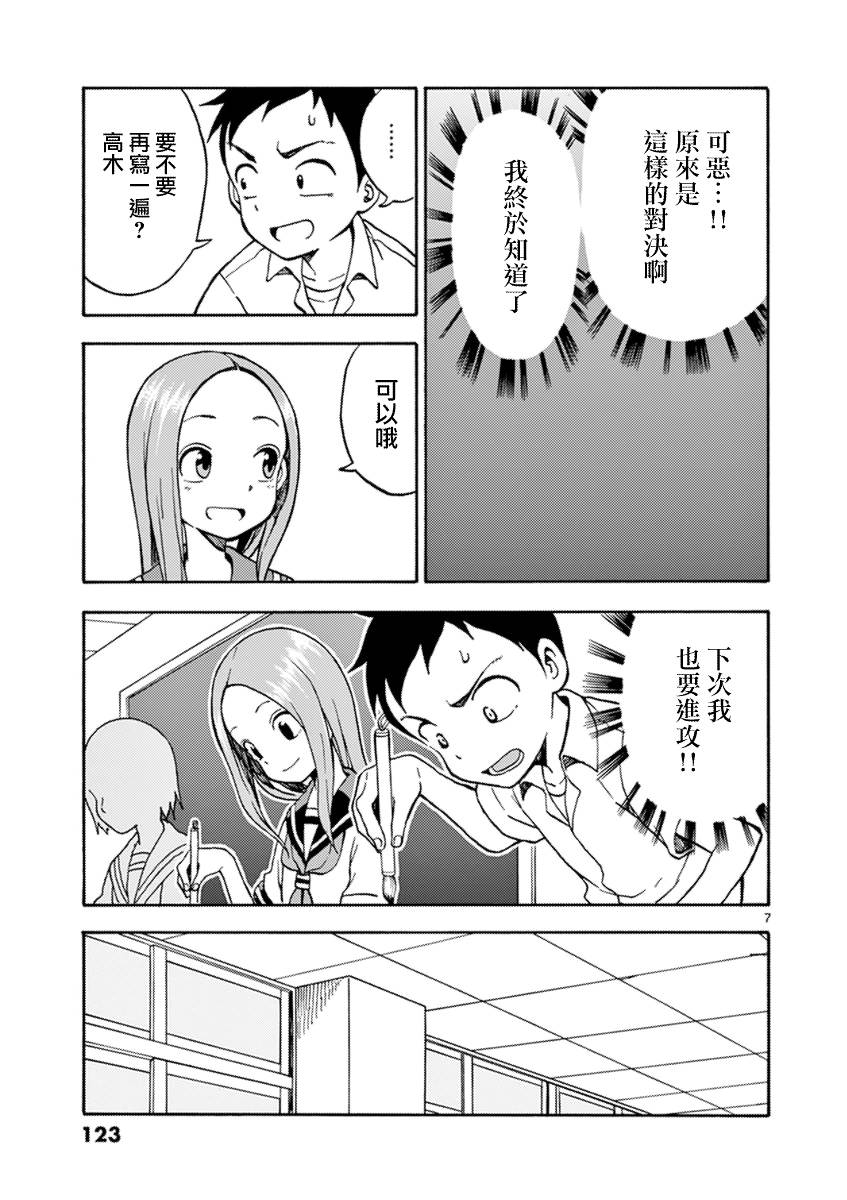 可惡…!!
原來是
這樣的對決啊
我終於知道了
……
要不要
再寫一遍?
高木
可以哦
下次我
也要進攻!!
7
123